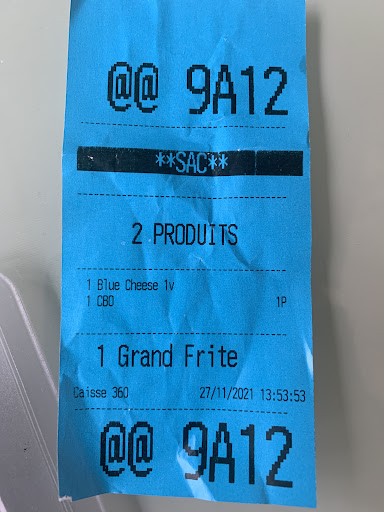 @@ 9A12
**SAC**
2 PRODUITS
1 Blue Cheese 1v
1 CBO 1P
1 Grand Frite
Caisse 360 27/11/2021 13:53:53
@@ 9A12